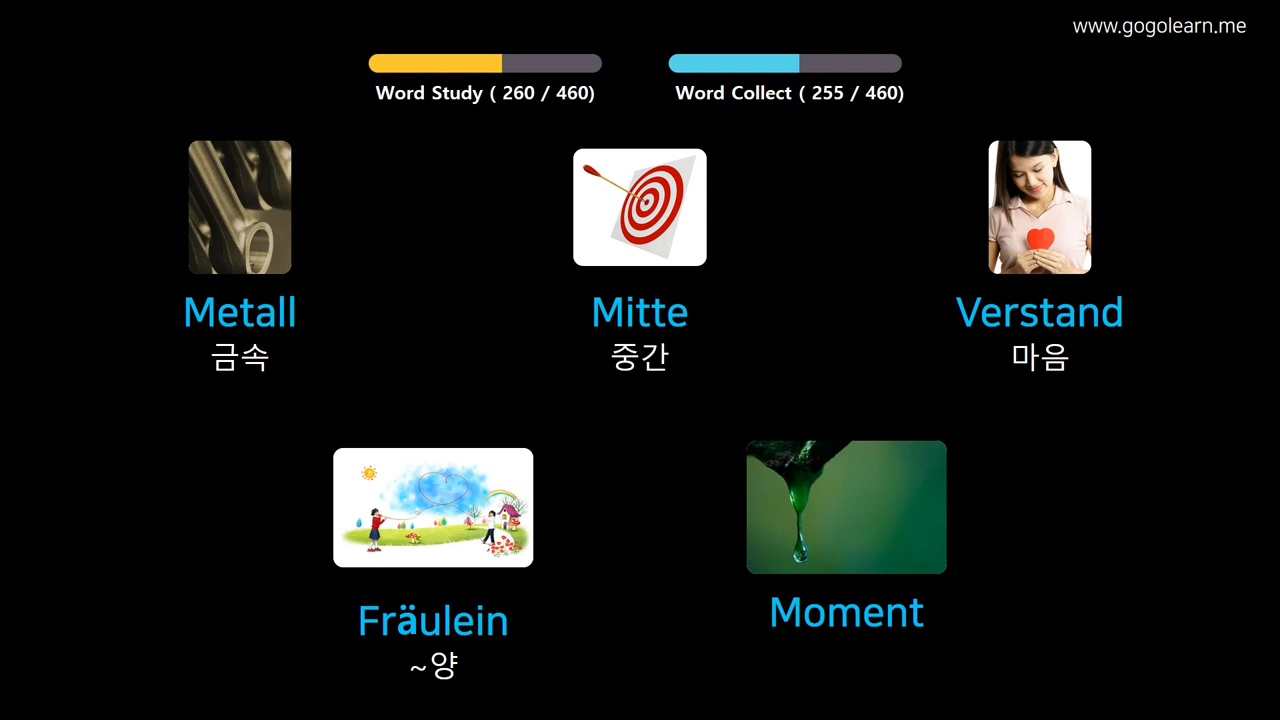 www.gogolearn.me
Word Study ( 260 / 460)
Word Collect ( 255 / 460)
Metall
금속
Mitte
중간
Verstand
마음
Fräulein
~양
Moment